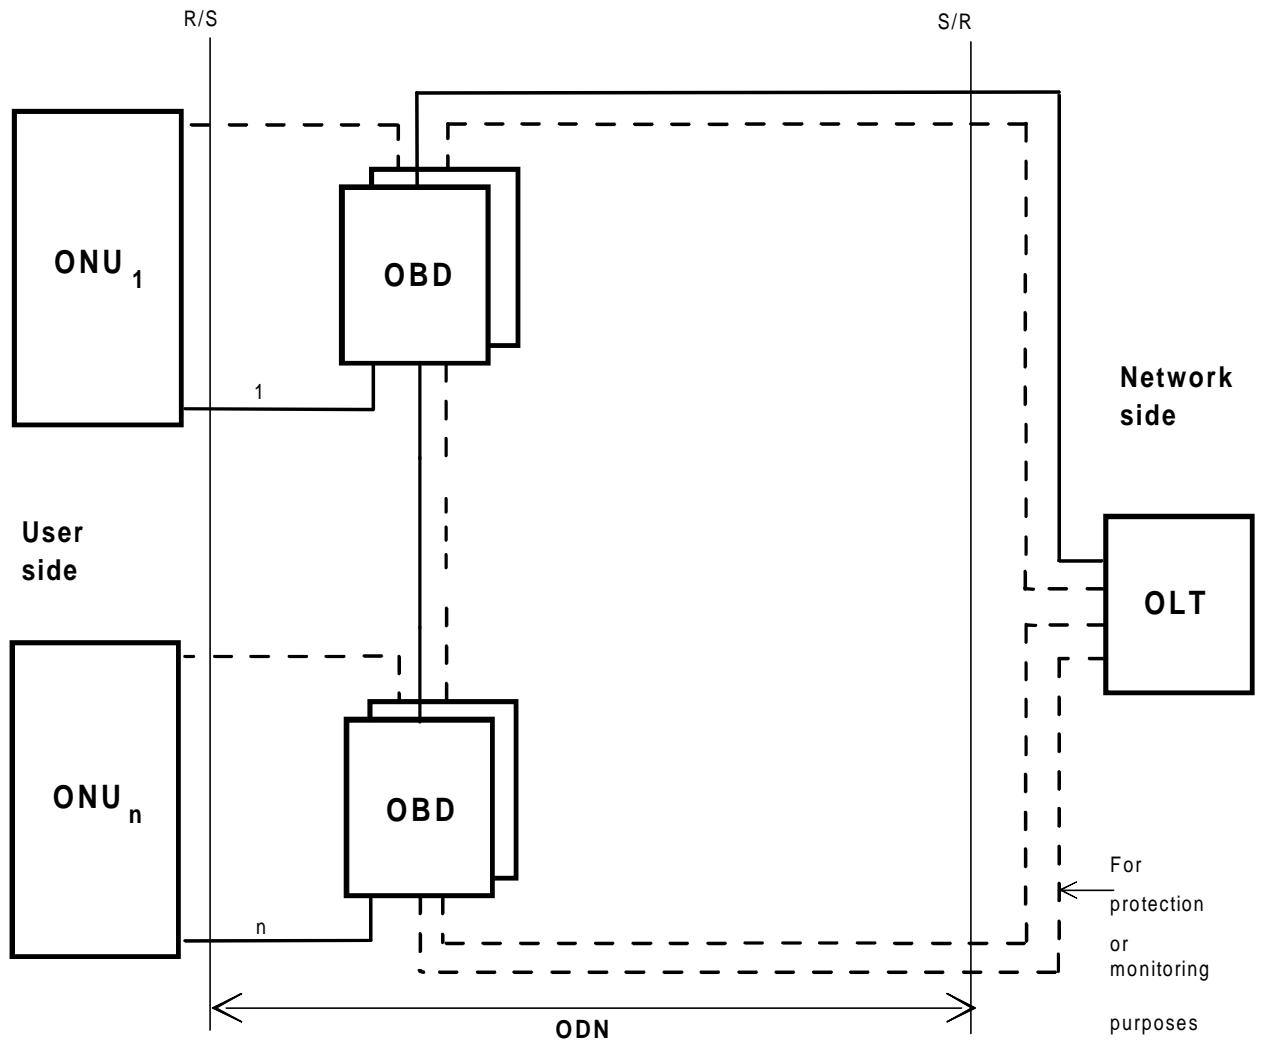 R/S
S/R
ONU 1
OBD
1
Network
side
User
side
OLT
ONU n
OBD
n
For
protection
or
monitoring
purposes
ODN